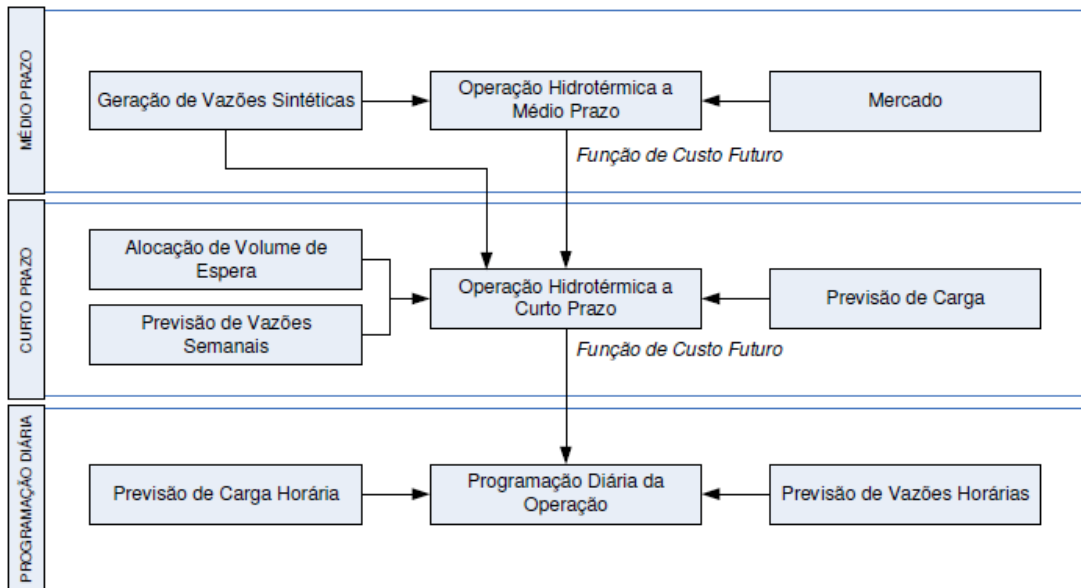 MÉDIO PRAZO
Geração de Vazões Sintéticas
Operação Hidrotérmica a
Médio Prazo
Mercado
Função de Custo Futuro
CURTO PRAZO
Alocação de Volume de
Espera
Previsão de Vazões
Semanais
Operação Hidrotérmica a
Curto Prazo
Previsão de Carga
Função de Custo Futuro
PROGRAMAÇÃO DIÁRIA
Previsão de Carga Horária
Programação Diária da
Operação
Previsão de Vazões Horárias